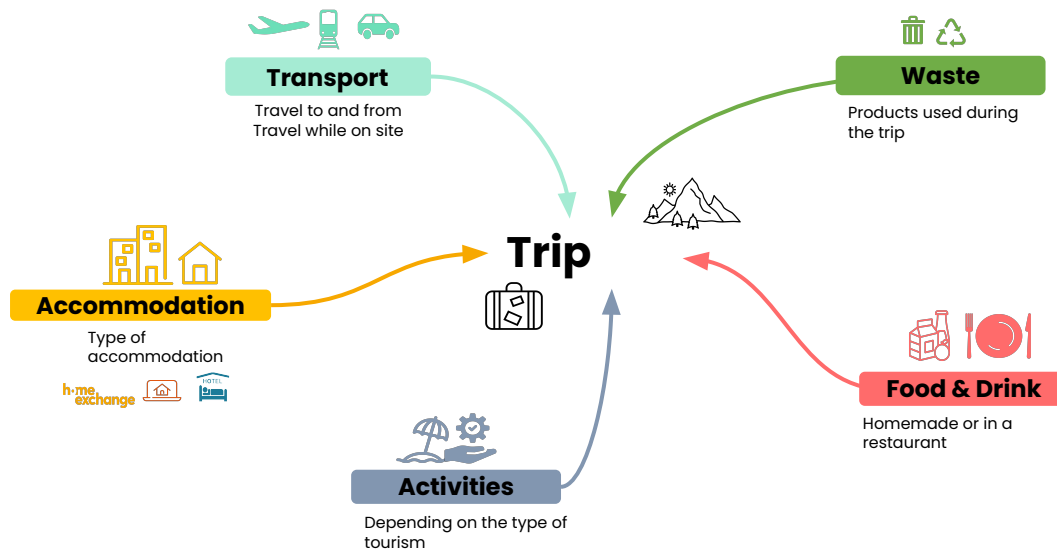 Transport
Travel to and from
Travel while on site
Waste
Products used during
the trip
Trip
Accommodation
Type of
accommodation
home
exchange
HOTEL
Food & Drink
Homemade or in a
restaurant
Activities
Depending on the type of
tourism